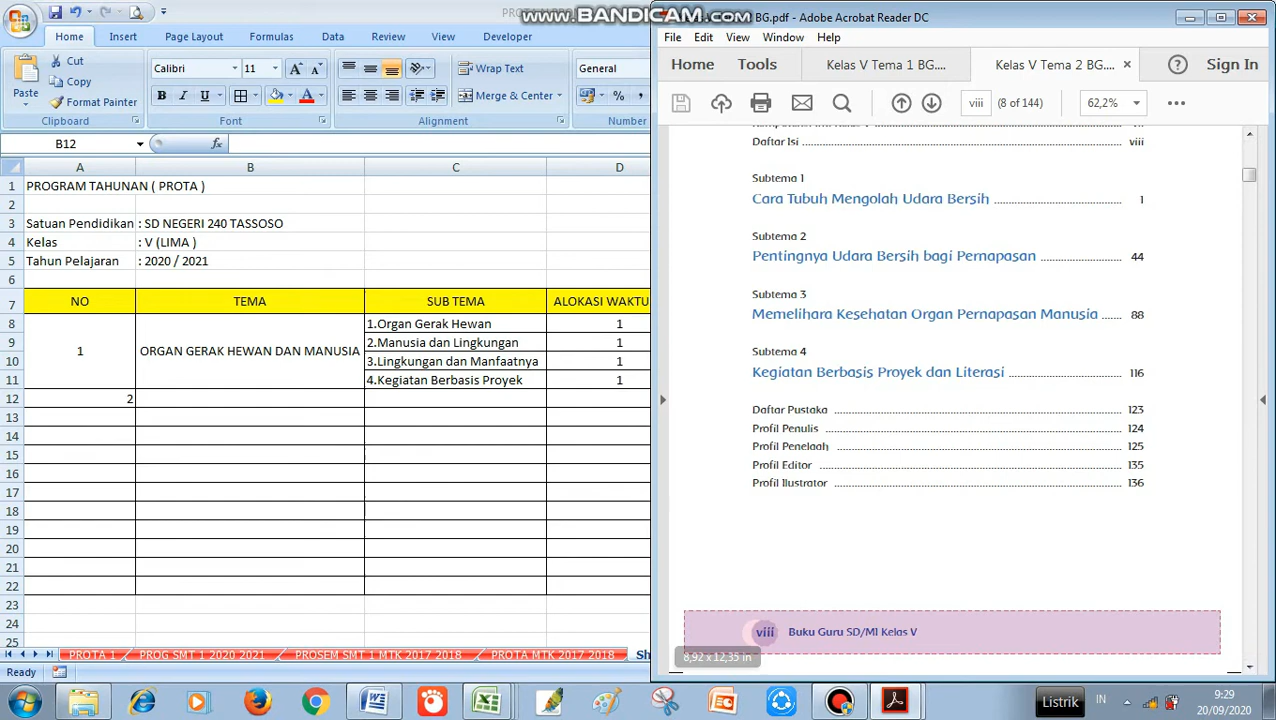 PROTA
www.BANDICAM.com
Home Insert Page Layout Formulas Data Review View Developer
Paste
Cut
Copy
Format Painter
Clipboard
Calibri 11
B I U
Font
Wrap Text
Merge & Center
Alignment
General
%
Number
B12
fx
A B C D
1 PROGRAM TAHUNAN ( PROTA )
2
3 Satuan Pendidikan : SD NEGERI 240 TASSOSO
4 Kelas : V (LIMA )
5 Tahun Pelajaran : 2020 / 2021
6
7 NO TEMA SUB TEMA ALOKASI WAKTU
8 1.Organ Gerak Hewan 1
9 2.Manusia dan Lingkungan 1
1 ORGAN GERAK HEWAN DAN MANUSIA
10 3.Lingkungan dan Manfaatnya 1
11 4.Kegiatan Berbasis Proyek 1
12 2
13
14
15
16
17
18
19
20
21
22
23
24
25
PROTA 1 PROG SMT 1 2020 2021 PROSEM SMT 1 MTK 2017 2018 PROTA MTK 2017 2018 Sh
Ready
BG.pdf - Adobe Acrobat Reader DC
File Edit View Window Help
Home Tools Kelas V Tema 1 BG.... Kelas V Tema 2 BG.... × ? Sign In
viii (8 of 144) 62,2%
Daftar Isi viii
Subtema 1
Cara Tubuh Mengolah Udara Bersih 1
Subtema 2
Pentingnya Udara Bersih bagi Pernapasan 44
Subtema 3
Memelihara Kesehatan Organ Pernapasan Manusia 88
Subtema 4
Kegiatan Berbasis Proyek dan Literasi 116
Daftar Pustaka 123
Profil Penulis 124
Profil Penelaah 125
Profil Editor 135
Profil Ilustrator 136
viii Buku Guru SD/MI Kelas V
8,92 x 12,35 in
Listrik IN 9:29
20/09/2020